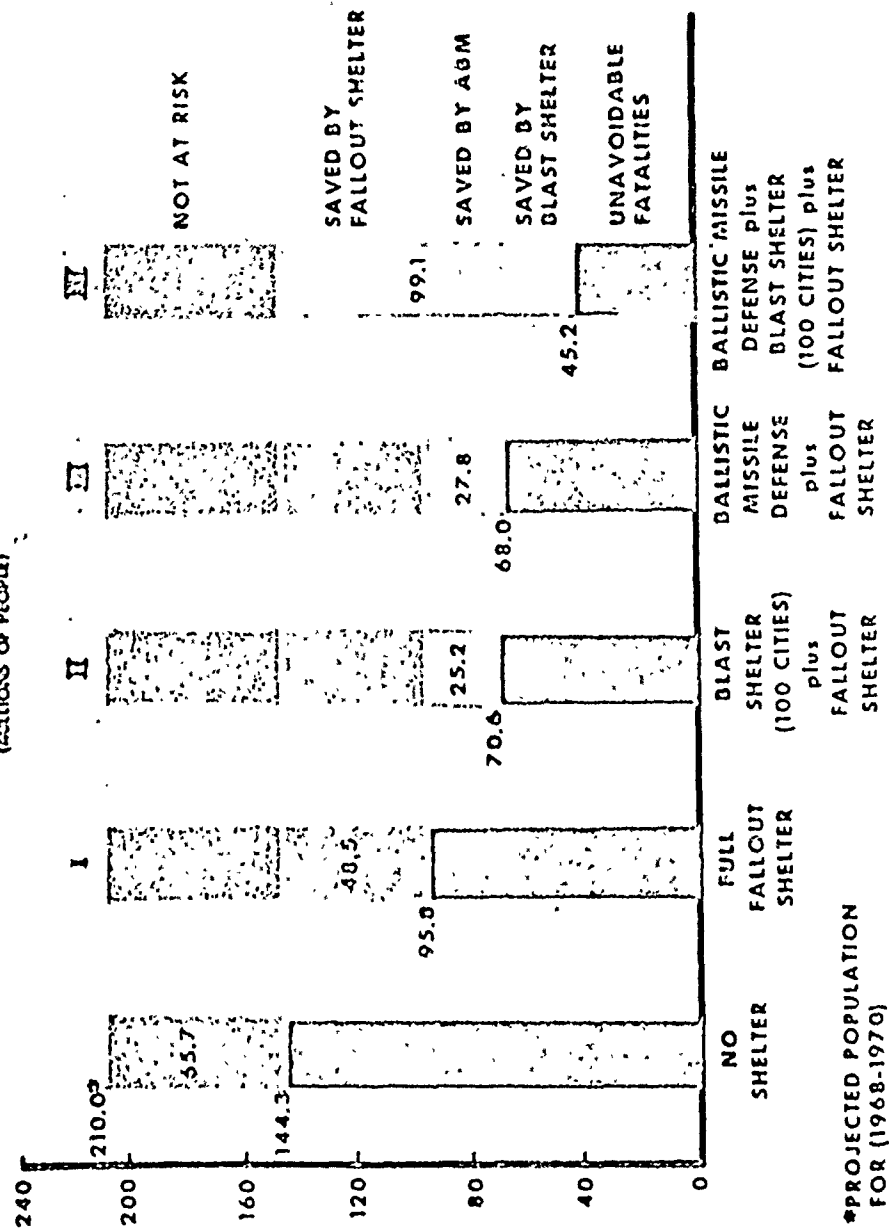 240
200
160
120
80
40
0
210.0*
65.7
144.3
NO
SHELTER
I
48.5
95.8
FULL
FALLOUT
SHELTER
II
25.2
70.6
BLAST
SHELTER
(100 CITIES)
plus
FALLOUT
SHELTER
III
27.8
68.0
BALLISTIC
MISSILE
DEFENSE
plus
FALLOUT
SHELTER
IV
99.1
45.2
BALLISTIC MISSILE
DEFENSE plus
BLAST SHELTER
(100 CITIES) plus
FALLOUT SHELTER
NOT AT RISK
SAVED BY
FALLOUT SHELTER
SAVED BY ABM
SAVED BY
BLAST SHELTER
UNAVOIDABLE
FATALITIES
*PROJECTED POPULATION
FOR (1968-1970)
OF PEOPLE)